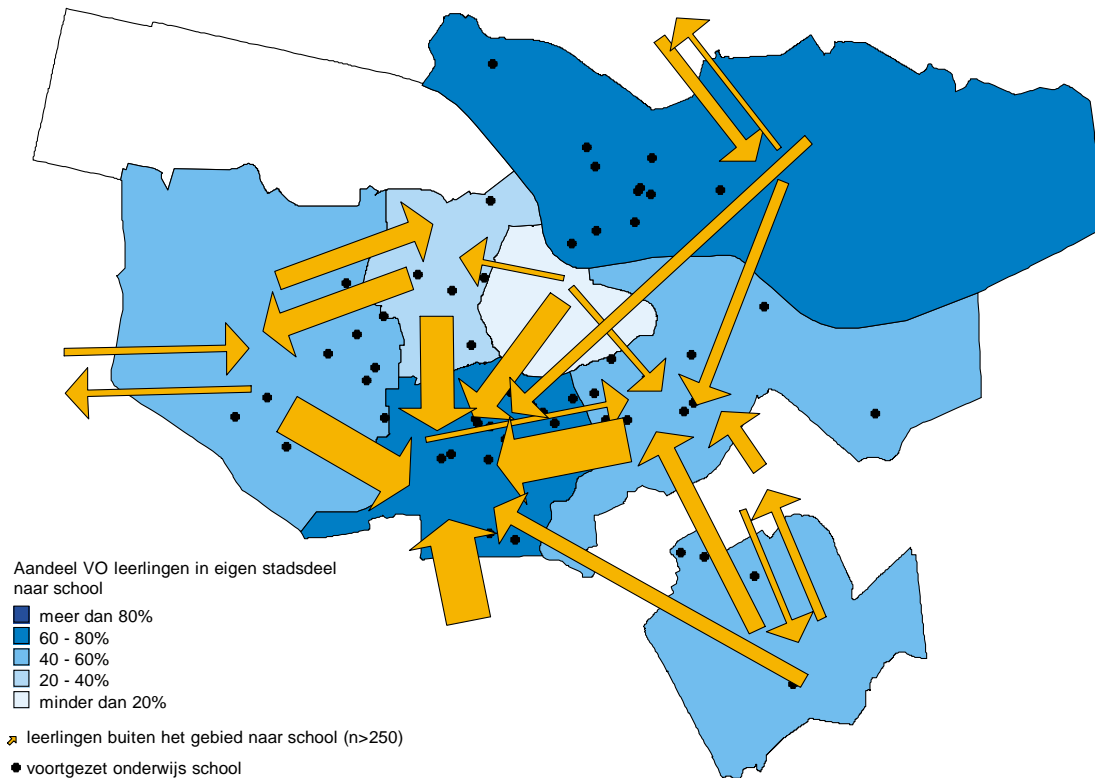 Aandeel VO leerlingen in eigen stadsdeel
naar school
meer dan 80%
60 - 80%
40 - 60%
20 - 40%
minder dan 20%
leerlingen buiten het gebied naar school (n>250)
voortgezet onderwijs school